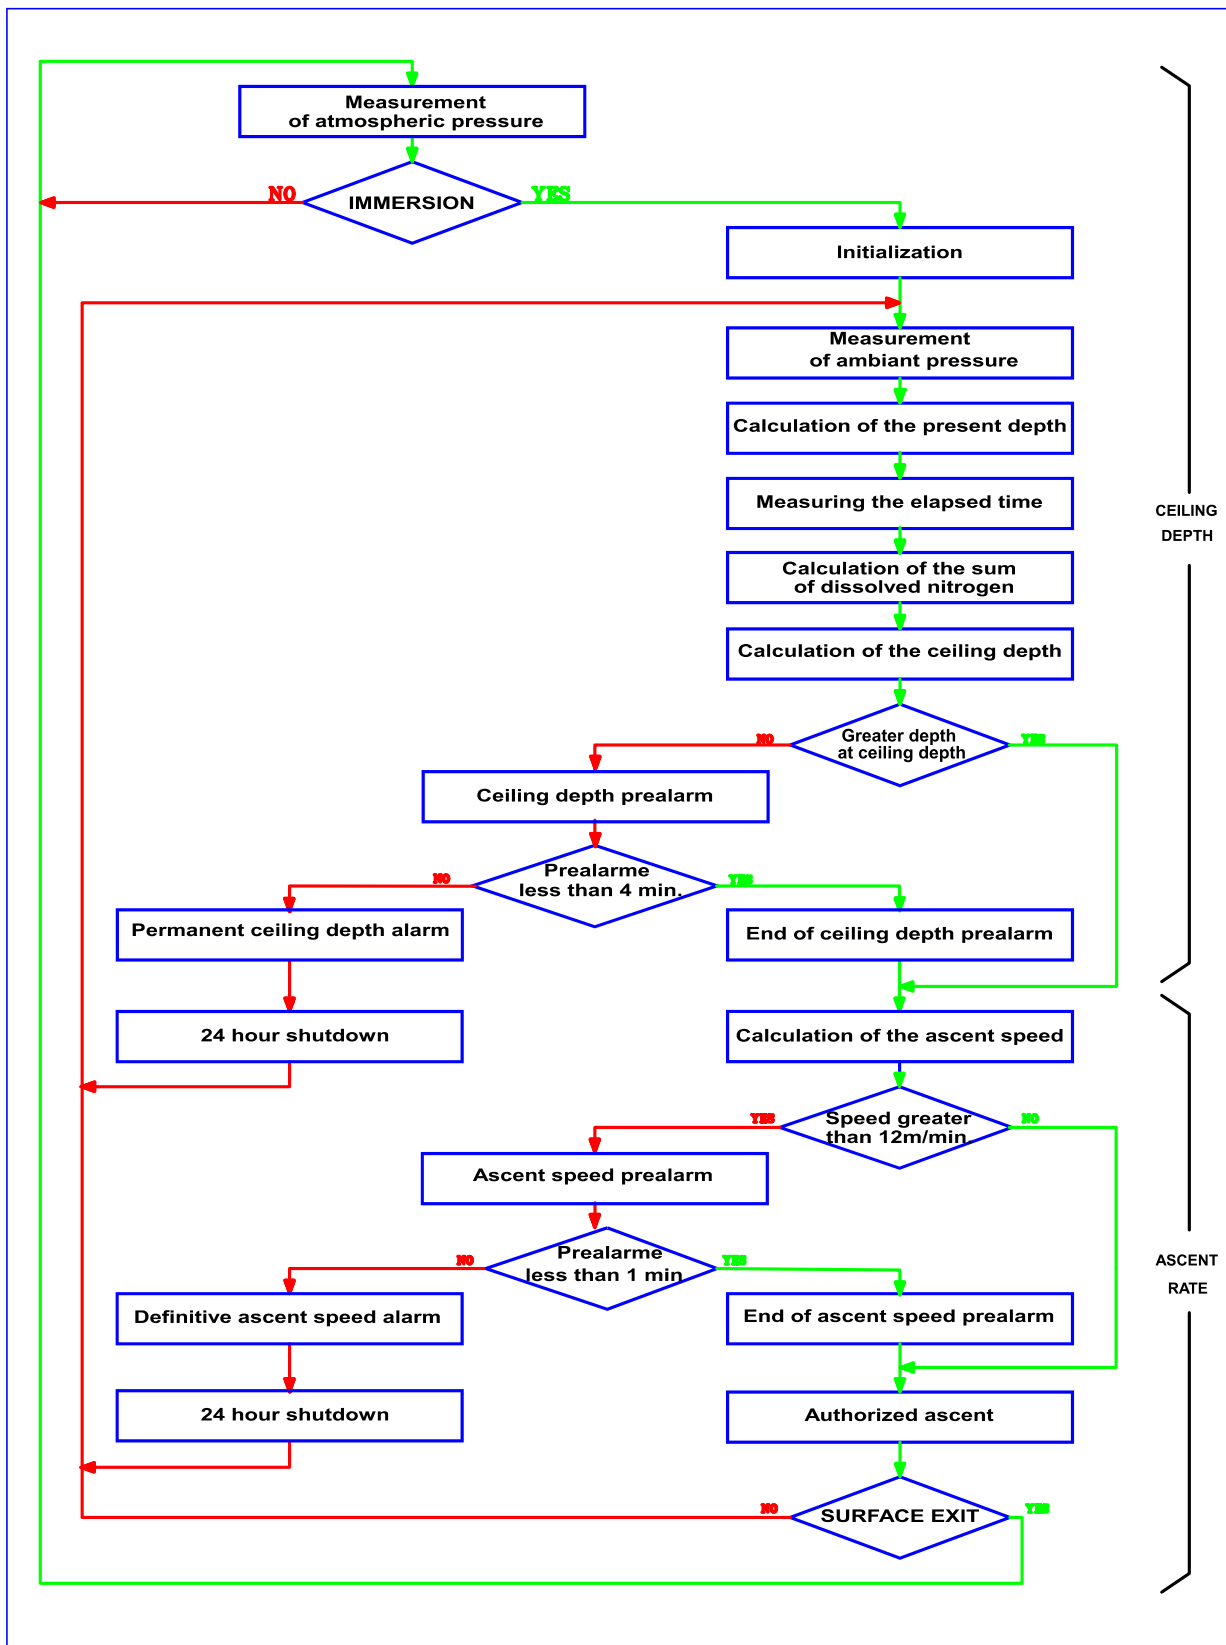 Measurement
of atmospheric pressure
NO
IMMERSION
YES
Initialization
Measurement
of ambiant pressure
Calculation of the present depth
Measuring the elapsed time
CEILING
DEPTH
Calculation of the sum
of dissolved nitrogen
Calculation of the ceiling depth
NO
Greater depth
at ceiling depth
YES
Ceiling depth prealarm
NO
Prealarme
less than 4 min.
YES
Permanent ceiling depth alarm
End of ceiling depth prealarm
24 hour shutdown
Calculation of the ascent speed
YES
Speed greater
than 12m/min.
NO
Ascent speed prealarm
NO
Prealarme
less than 1 min
YES
ASCENT
RATE
Definitive ascent speed alarm
End of ascent speed prealarm
24 hour shutdown
Authorized ascent
NO
SURFACE EXIT
YES